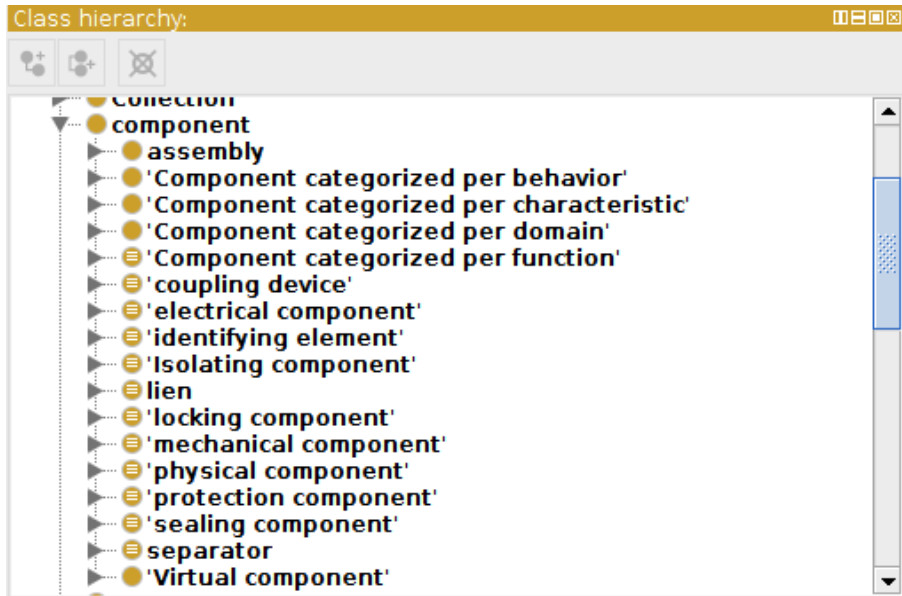 Class hierarchy:
Collection
component
assembly
'Component categorized per behavior'
'Component categorized per characteristic'
'Component categorized per domain'
'Component categorized per function'
'coupling device'
'electrical component'
'identifying element'
'Isolating component'
lien
'locking component'
'mechanical component'
'physical component'
'protection component'
'sealing component'
separator
'Virtual component'